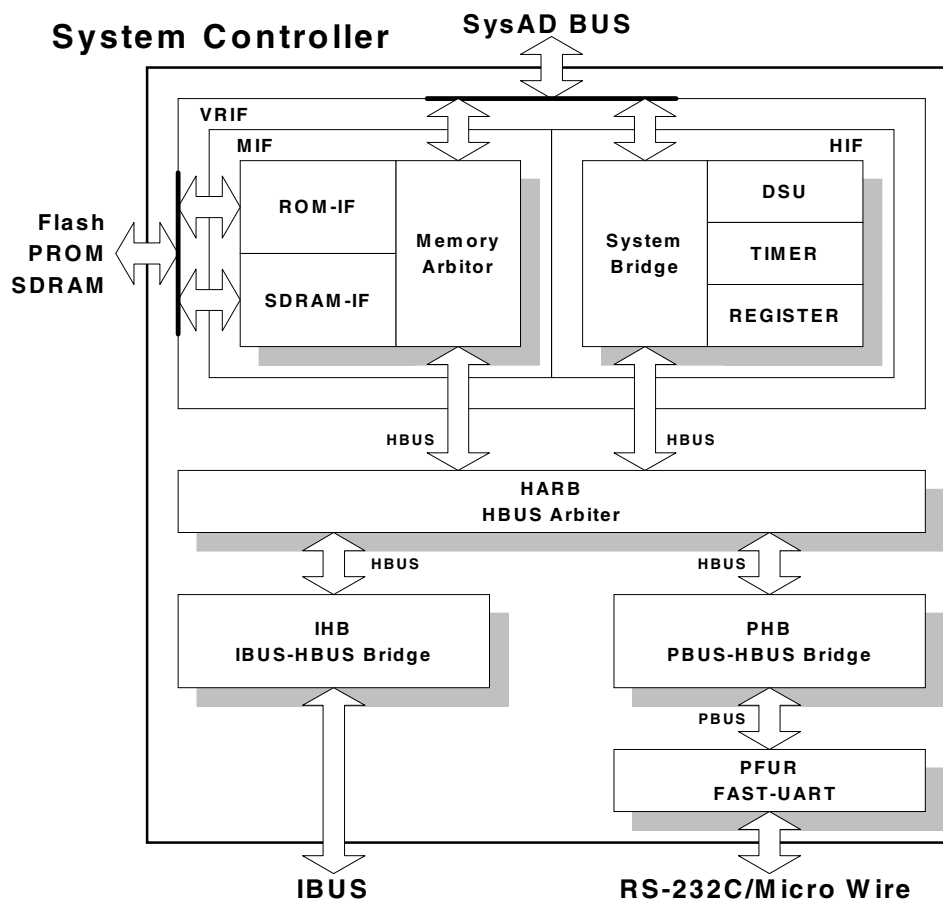 System Controller
SysAD BUS
VRIF
MIF
HIF
ROM-IF
SDRAM-IF
Memory
Arbitor
System
Bridge
DSU
TIMER
REGISTER
Flash
PROM
SDRAM
HBUS
HBUS
HARB
HBUS Arbiter
HBUS
HBUS
IHB
IBUS-HBUS Bridge
PHB
PBUS-HBUS Bridge
PBUS
PFUR
FAST-UART
IBUS
RS-232C/Micro Wire